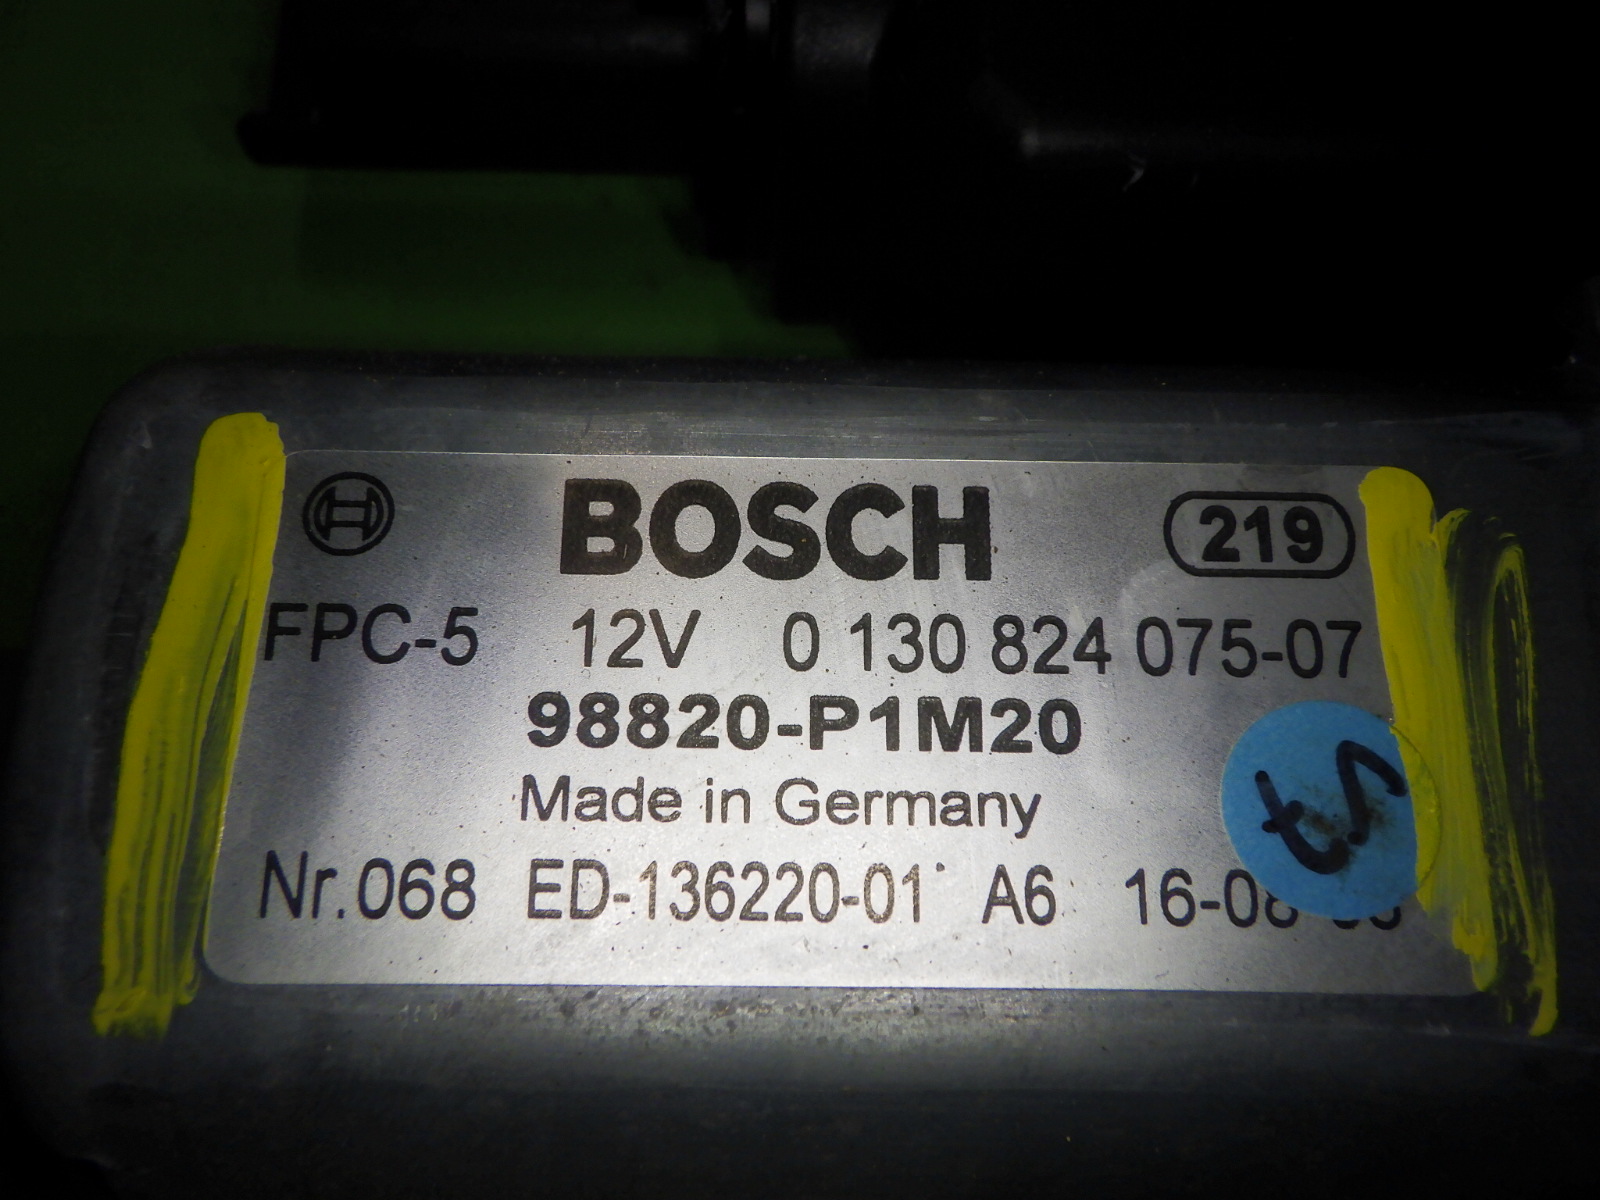 BOSCH 219
FPC-5 12V 0 130 824 075-07
98820-P1M20
Made in Germany
Nr.068 ED-136220-01 A6